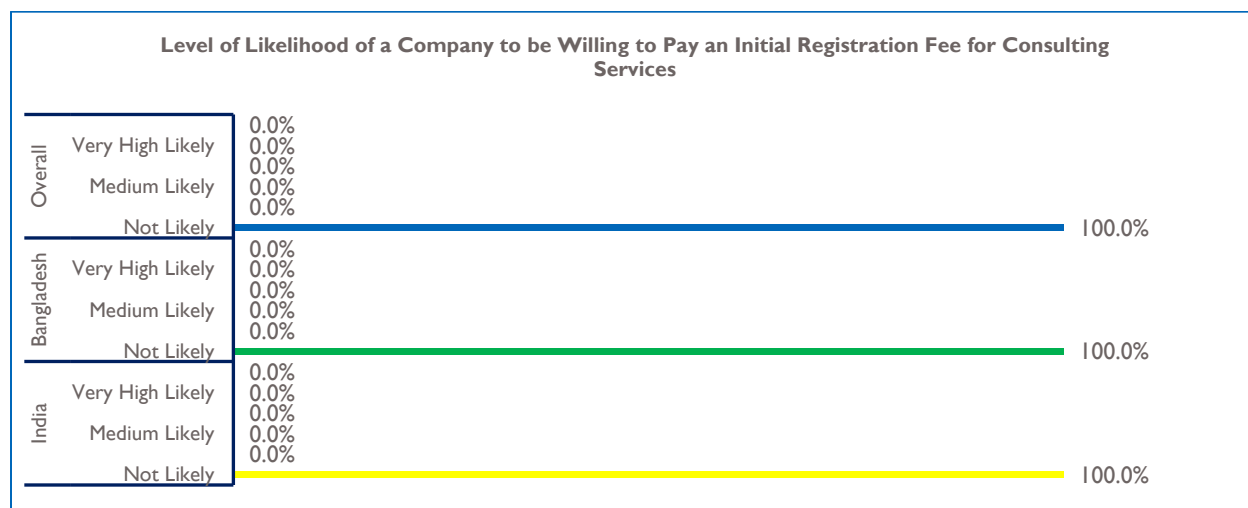 Level of Likelihood of a Company to be Willing to Pay an Initial Registration Fee for Consulting
Services
Overall
0.0%
Very High Likely 0.0%
0.0%
Medium Likely 0.0%
0.0%
Not Likely 100.0%
Bangladesh
0.0%
Very High Likely 0.0%
0.0%
Medium Likely 0.0%
0.0%
Not Likely 100.0%
India
0.0%
Very High Likely 0.0%
0.0%
Medium Likely 0.0%
0.0%
Not Likely 100.0%